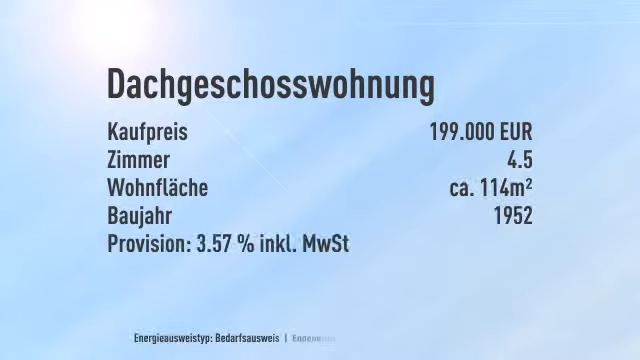 Dachgeschosswohnung
Kaufpreis 199.000 EUR
Zimmer 4.5
Wohnfläche ca. 114m²
Baujahr 1952
Provision: 3.57 % inkl. MwSt
Energieausweistyp: Bedarfsausweis |